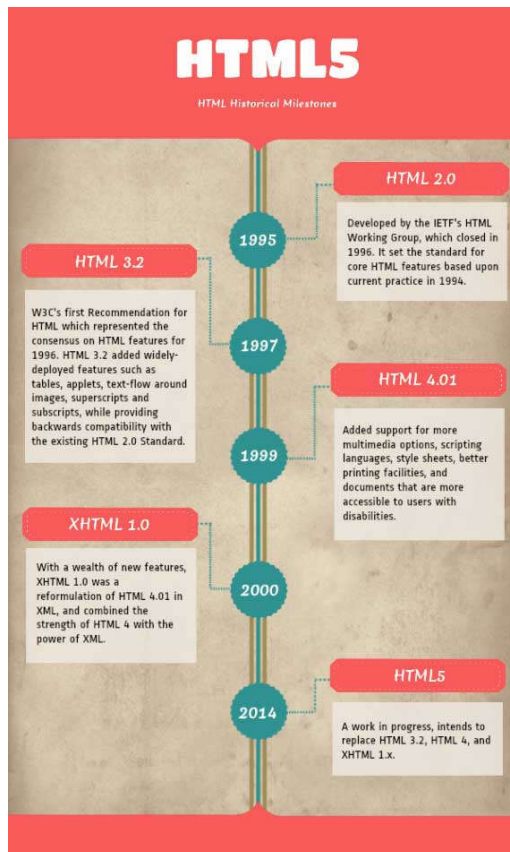 HTML5
HTML Historical Milestones
HTML 2.0
1995
Developed by the IETF's HTML
Working Group, which closed in
1996. It set the standard for
core HTML features based upon
current practice in 1994.
HTML 3.2
1997
W3C's first Recommendation for
HTML which represented the
consensus on HTML features for
1996. HTML 3.2 added widely-
deployed features such as
tables, applets, text-flow around
images, superscripts and
subscripts, while providing
backwards compatibility with
the existing HTML 2.0 Standard.
HTML 4.01
1999
Added support for more
multimedia options, scripting
languages, style sheets, better
printing facilities, and
documents that are more
accessible to users with
disabilities.
XHTML 1.0
2000
With a wealth of new features,
XHTML 1.0 was a
reformulation of HTML 4.01 in
XML, and combined the
strength of HTML 4 with the
power of XML.
HTML5
2014
A work in progress, intends to
replace HTML 3.2, HTML 4, and
XHTML 1.x.